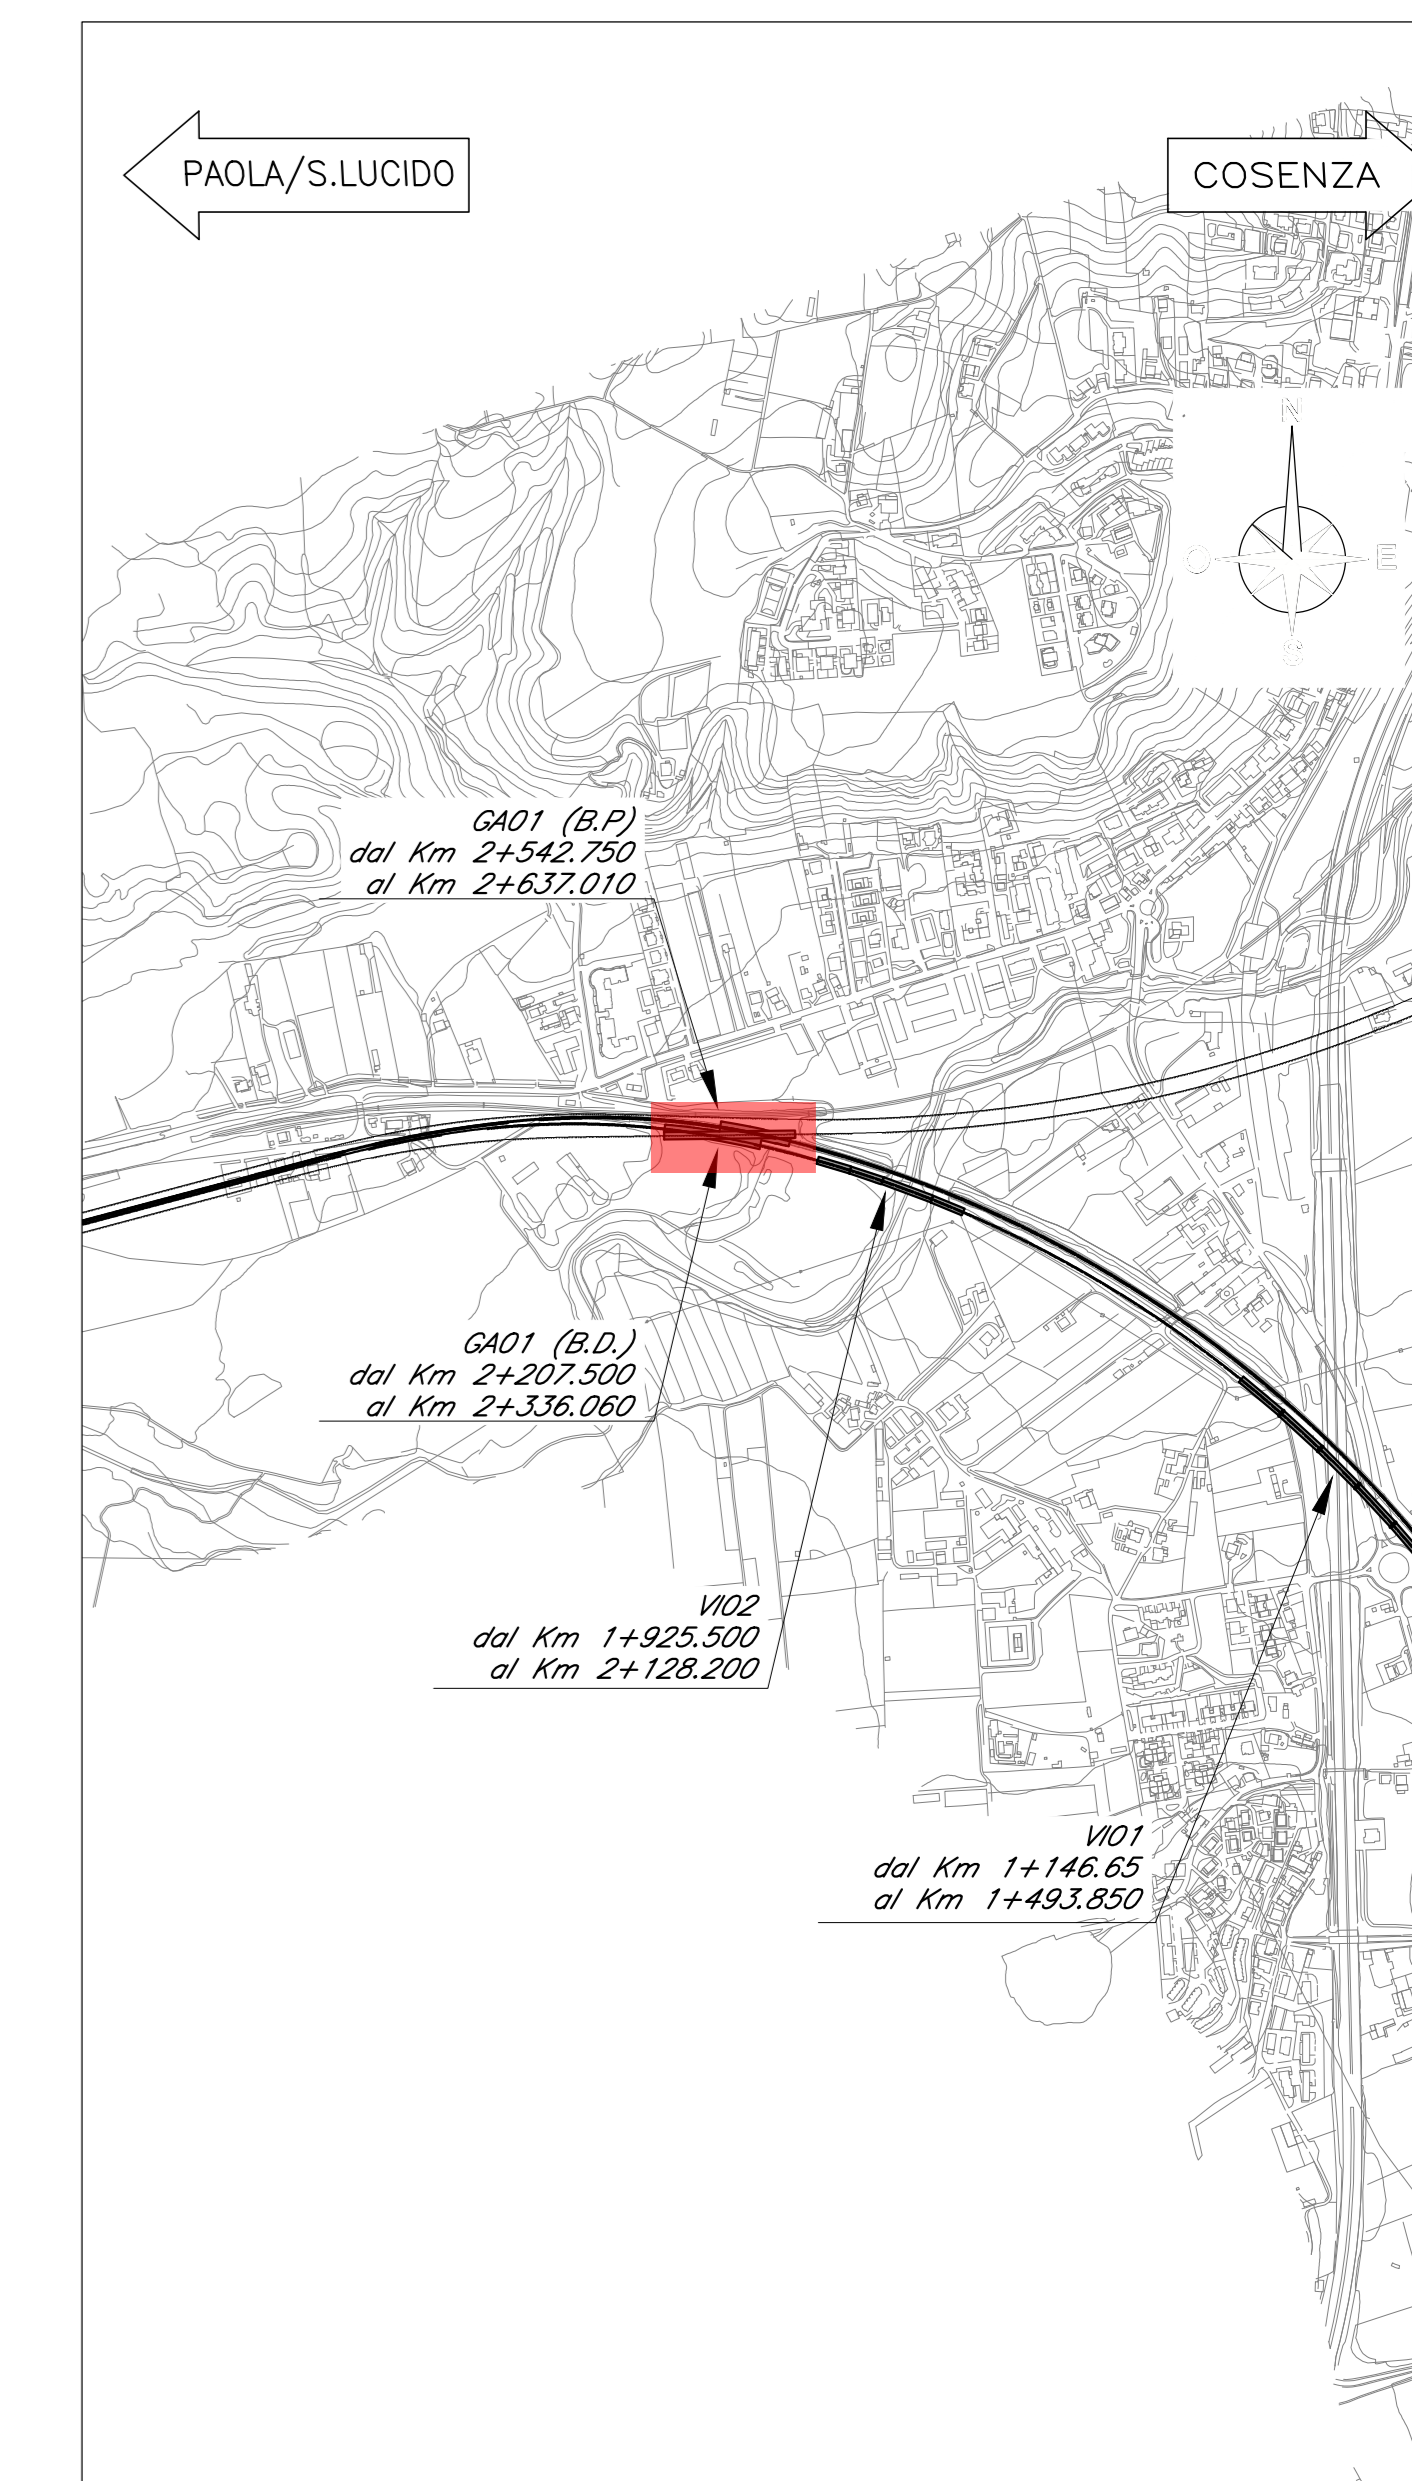 PAOLA/S.LUCIDO
COSENZA
N
O
E
S
GA01 (B.P)
dal Km 2+542.750
al Km 2+637.010
GA01 (B.D.)
dal Km 2+207.500
al Km 2+336.060
VI02
dal Km 1+925.500
al Km 2+128.200
VI01
dal Km 1+146.65
al Km 1+493.850